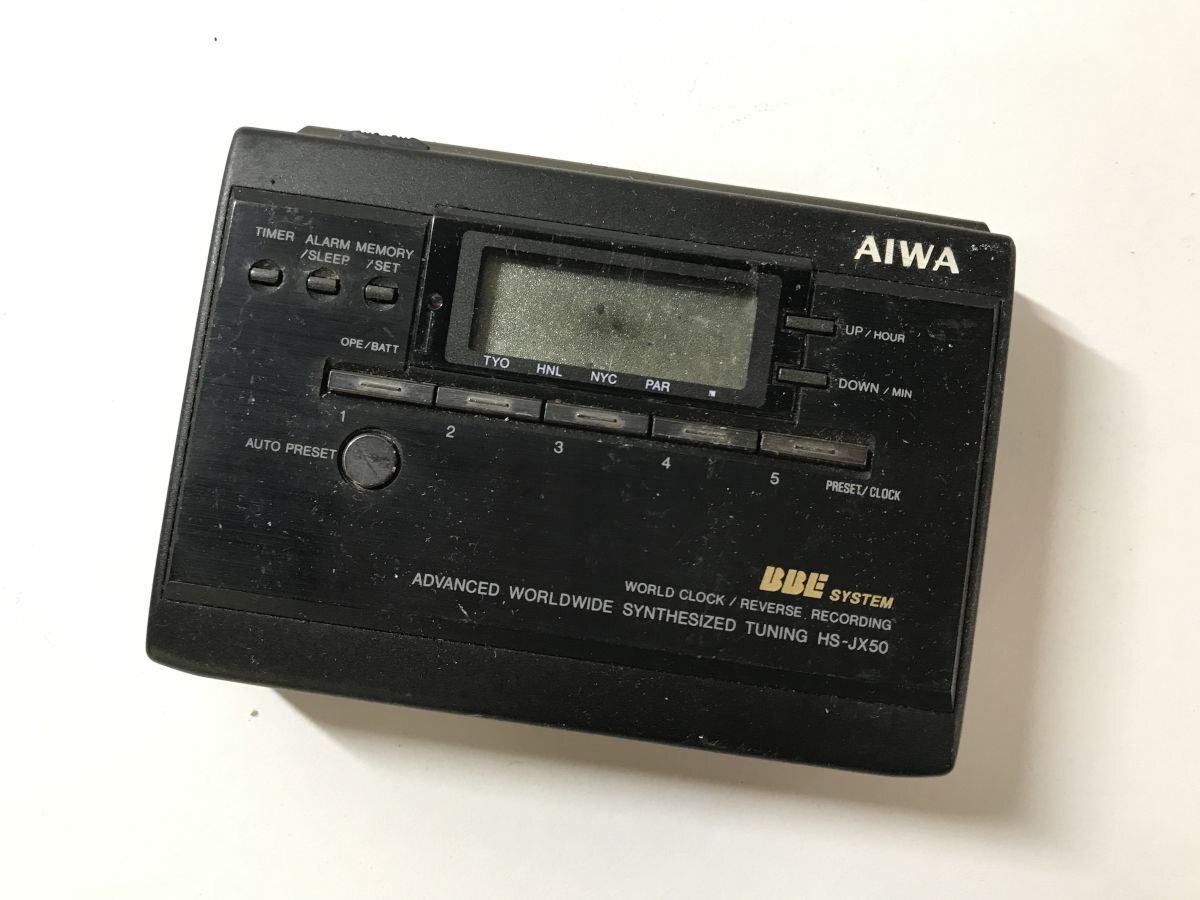 AIWA
TIMER
ALARM
/SLEEP
MEMORY
/SET
UP/HOUR
DOWN/MIN
OPE/BATT
TYO HNL NYC PAR
1 2 3 4 5
PRESET/CLOCK
AUTO PRESET
BBE SYSTEM
WORLD CLOCK/REVERSE RECORDING
ADVANCED WORLDWIDE SYNTHESIZED TUNING HS-JX50